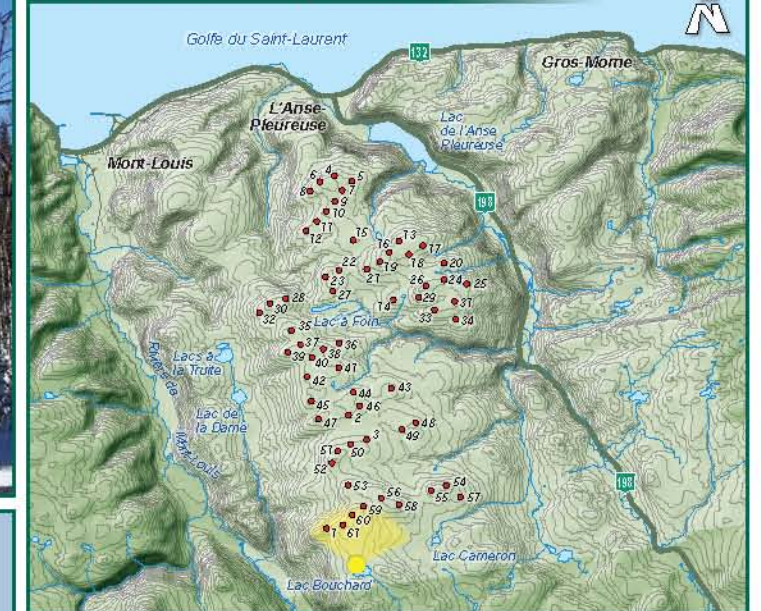 Golfe du Saint-Laurent
132
Gros-Morne
L'Anse-
Pleureuse
Lac
de l'Anse
Pleureuse
Mont-Louis
198
6 4 5
8 7
9
10
11
12
15 13
16 17
22 19 18 20
23 21 26 24 25
27
28 14 29 31
30 33 34
32
35 Lac à Foin
37 36
39 38
40 41
Lacs à
la Truite
42
44 43
Rivière de
Mont-Louis
Lac de
la Dame
45 46
47 2
48
49
3
51 50
52
53 54
56 55 57
59 58
60
1 61
198
Lac Cameron
Lac Bouchard
N